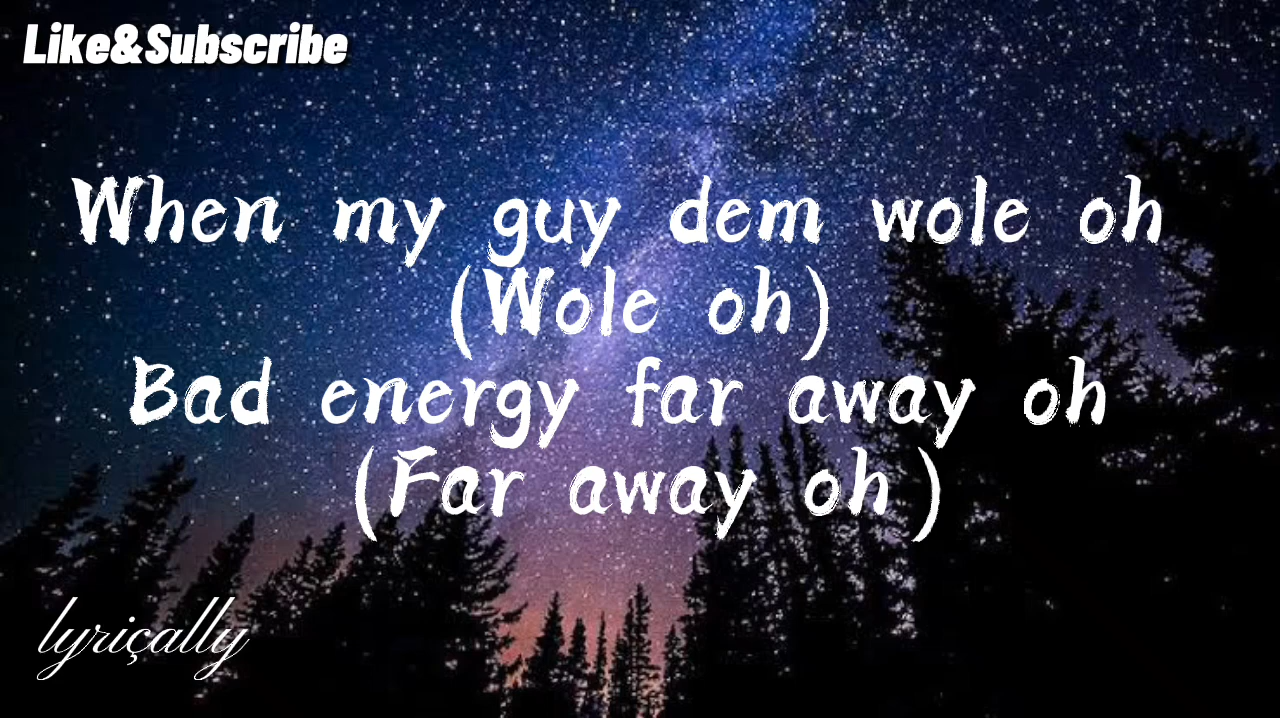 Like&Subscribe
When my guy dem wole oh
(Wole oh)
Bad energy far away oh
(Far away oh )
lyriçally